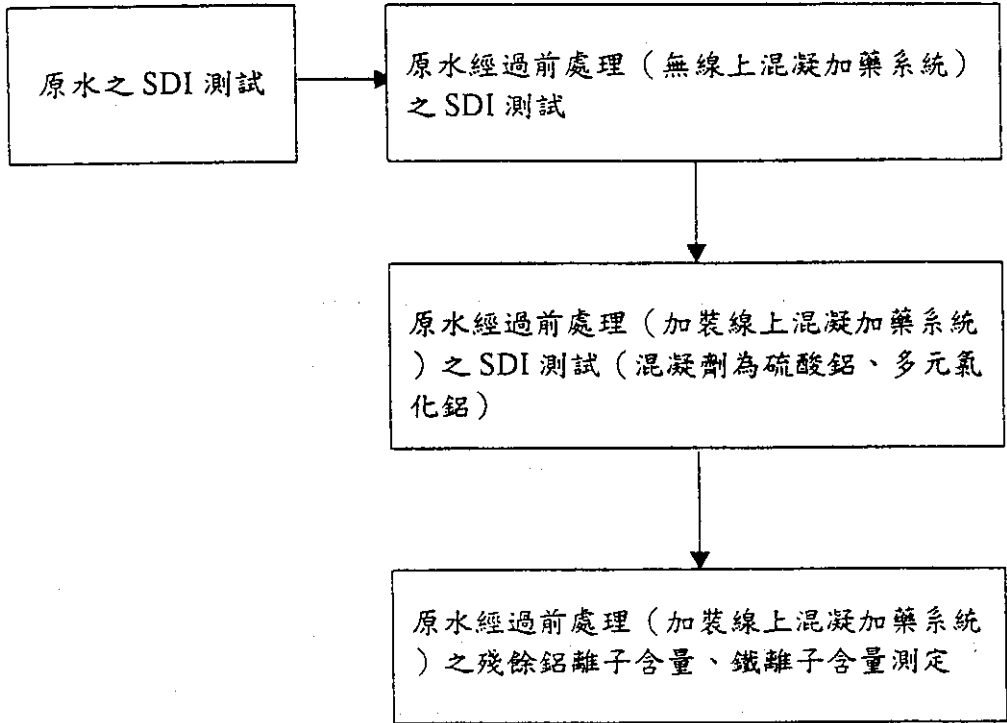 原水之 SDI 測試
原水經過前處理（無線上混凝加藥系統）
之 SDI 測試
原水經過前處理（加裝線上混凝加藥系統
）之 SDI 測試（混凝劑為硫酸鋁、多元氯
化鋁）
原水經過前處理（加裝線上混凝加藥系統
）之殘餘鋁離子含量、鐵離子含量測定